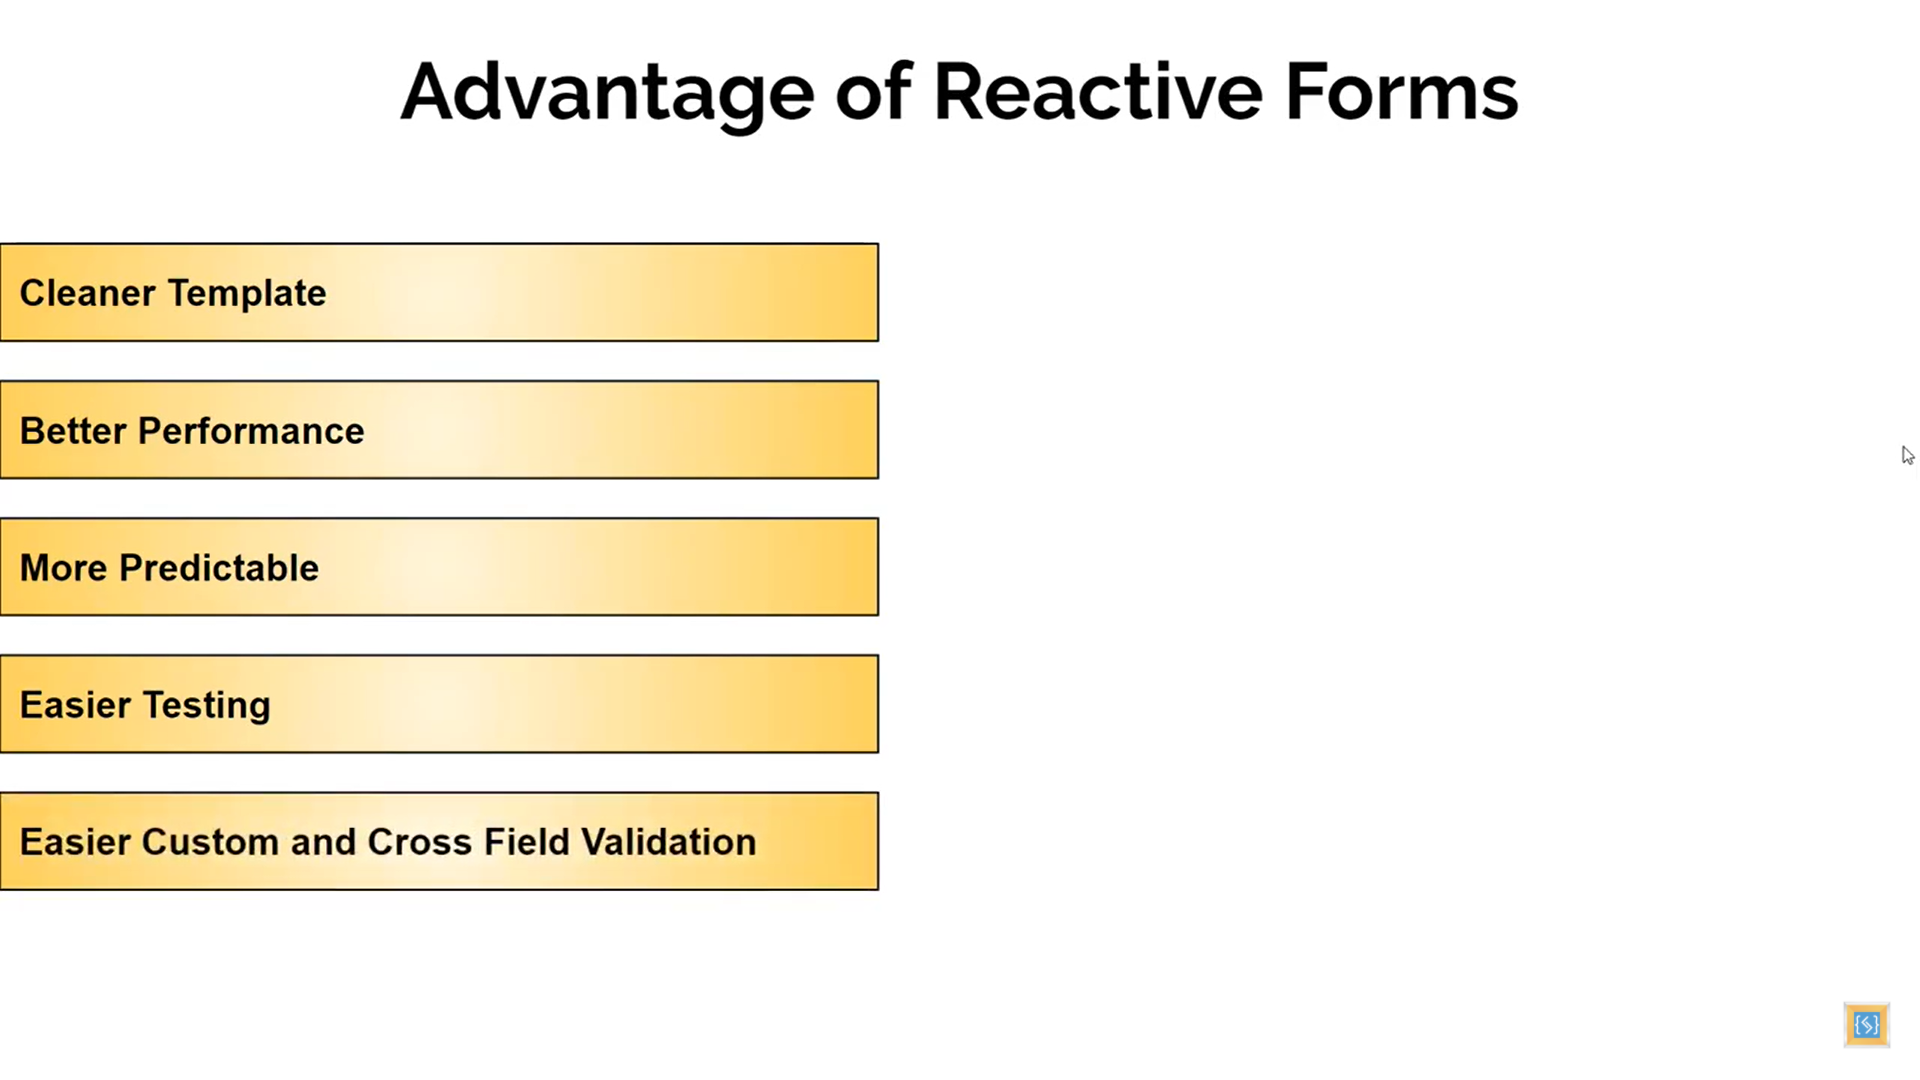 Advantage of Reactive Forms
Cleaner Template
Better Performance
More Predictable
Easier Testing
Easier Custom and Cross Field Validation